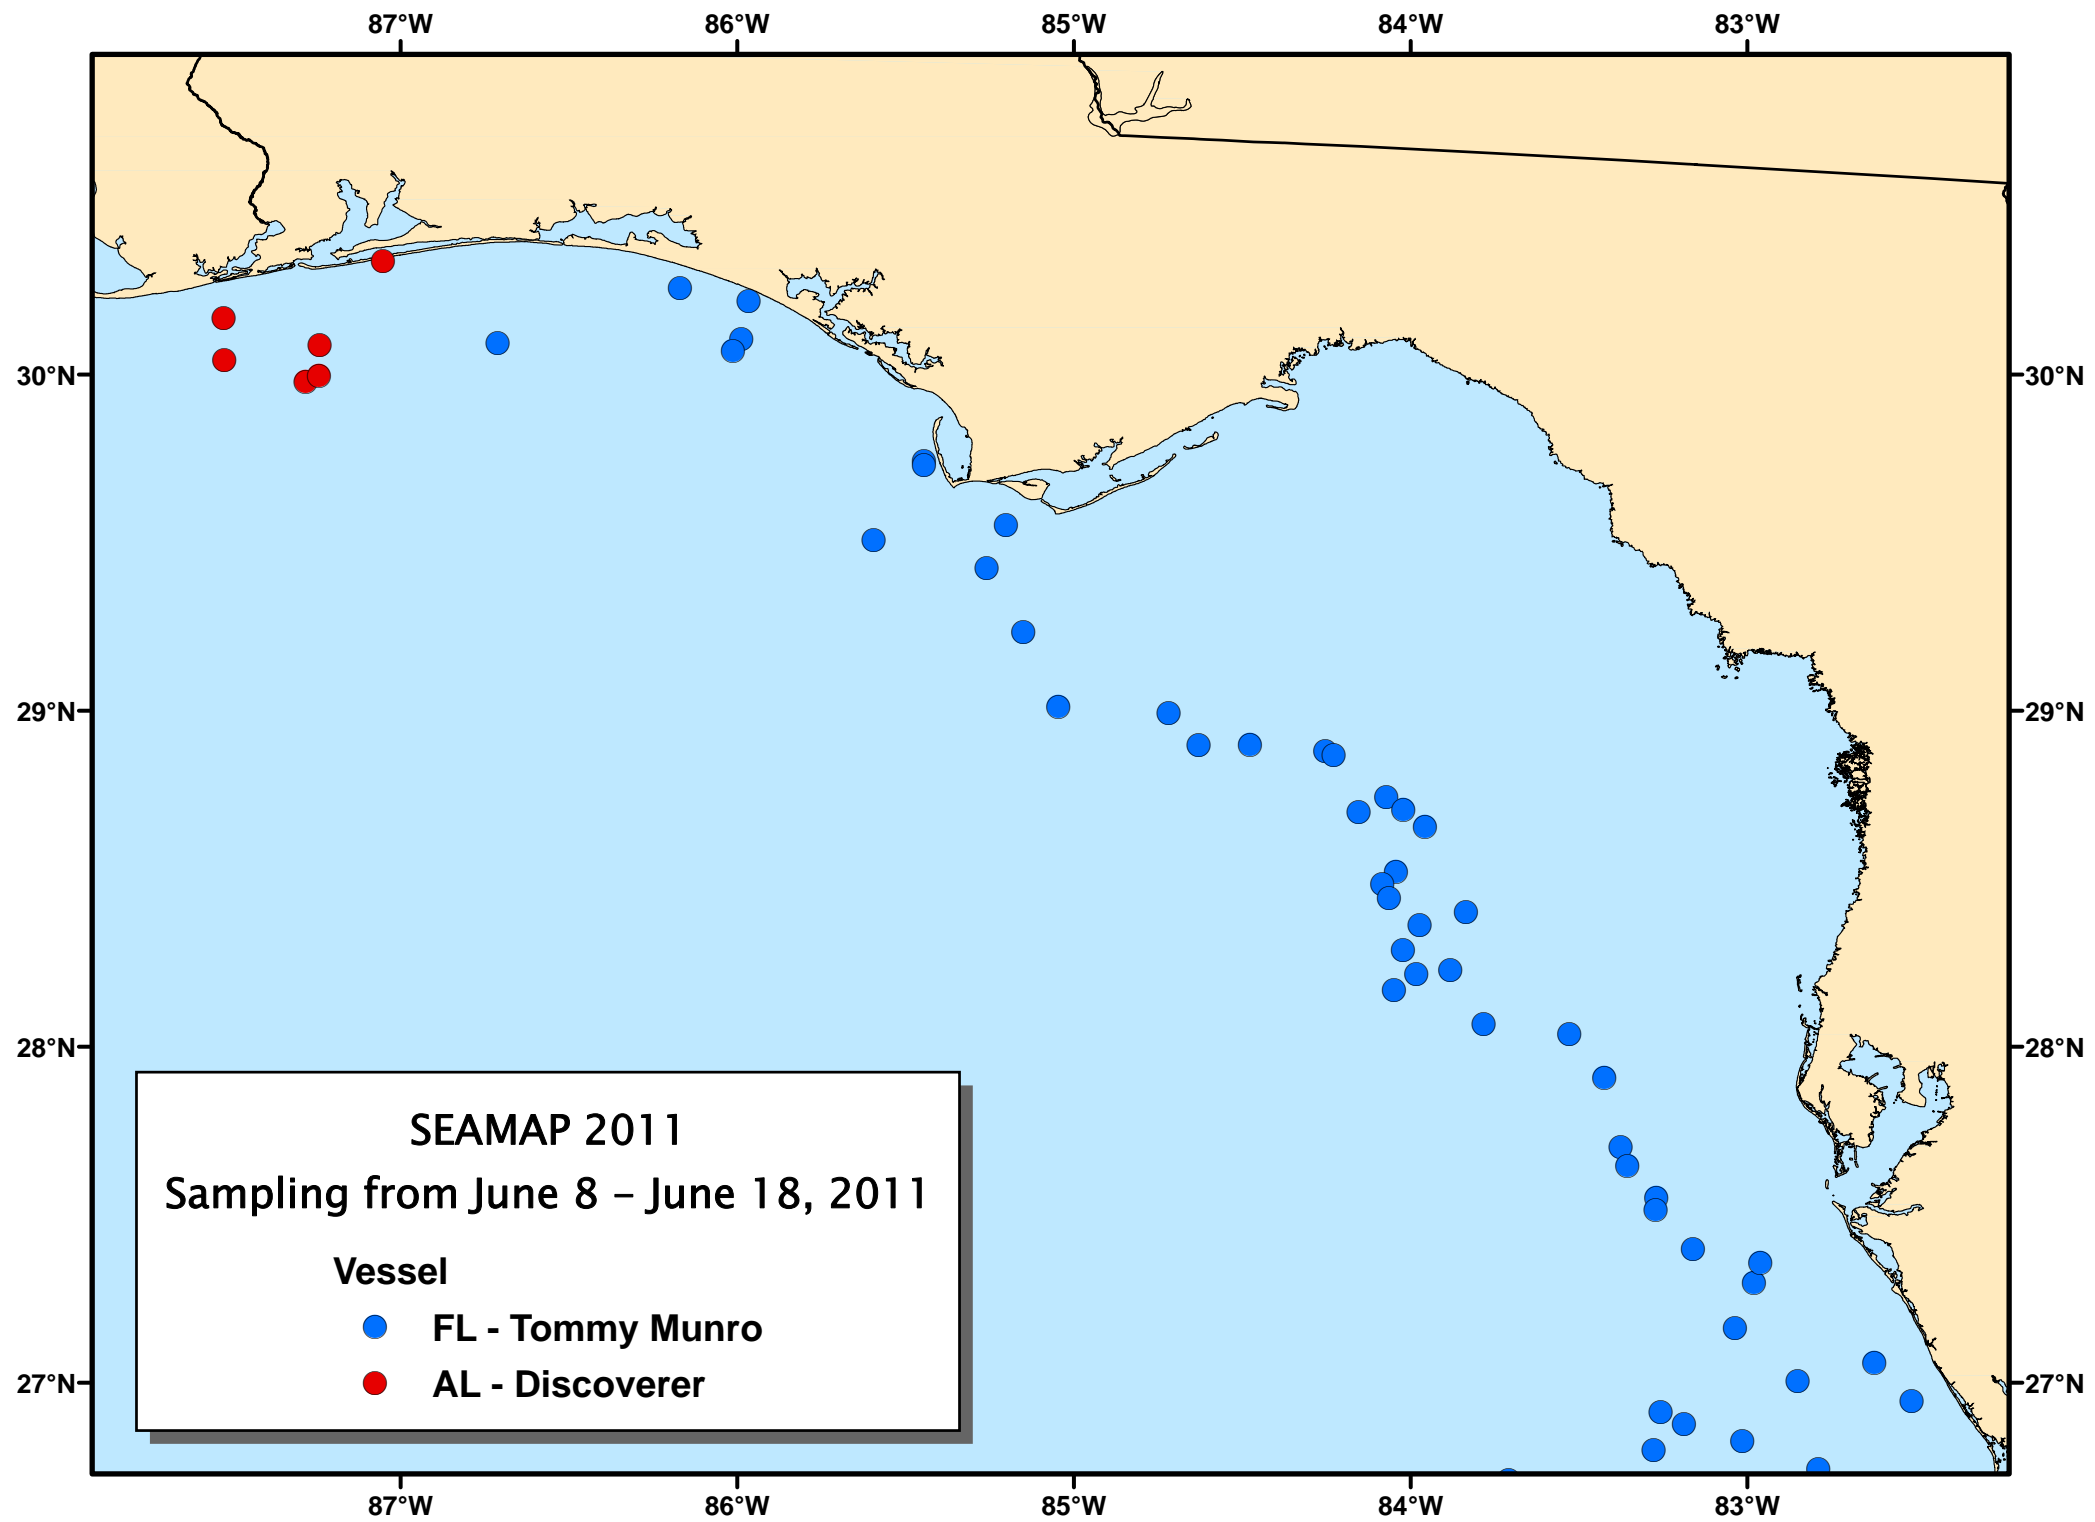 87°W 86°W 85°W 84°W 83°W
30°N 30°N
29°N 29°N
28°N 28°N
SEAMAP 2011
Sampling from June 8 – June 18, 2011
Vessel
FL - Tommy Munro
AL - Discoverer
27°N 27°N
87°W 86°W 85°W 84°W 83°W